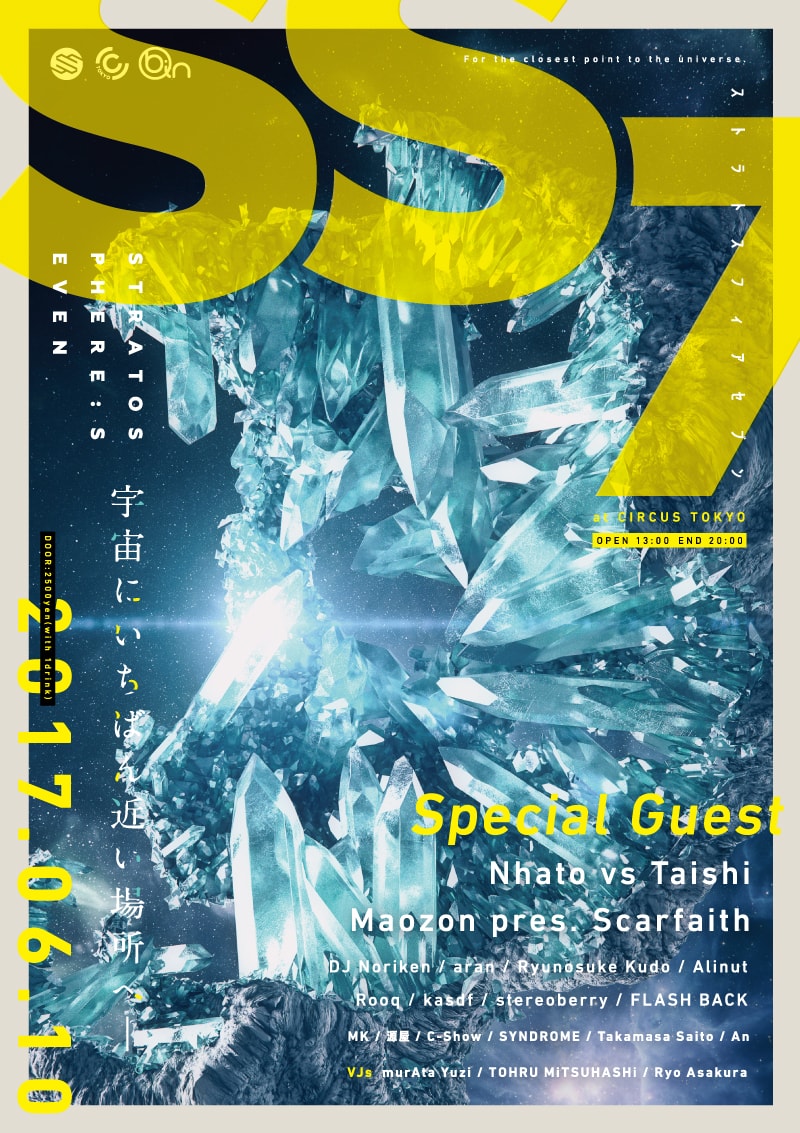 SS7
bin
TOKYO
For the closest point to the universe.
ストラトスフィアセブン
STRATOS
PHERE:S
EVEN
宇宙にいちばん近い場所へ—
at CIRCUS TOKYO
OPEN 13:00 END 20:00
DOOR:2500yen(with 1drink)
2017.06.10
Special Guest
Nhato vs Taishi
Maozon pres. Scarfaith
DJ Noriken / aran / Ryunosuke Kudo / Alinut
Rooq / kasdf / stereoberry / FLASH BACK
MK / 源屋 / C-Show / SYNDROME / Takamasa Saito / An
VJs murAta Yuzi / TOHRU MiTSUHASHi / Ryo Asakura